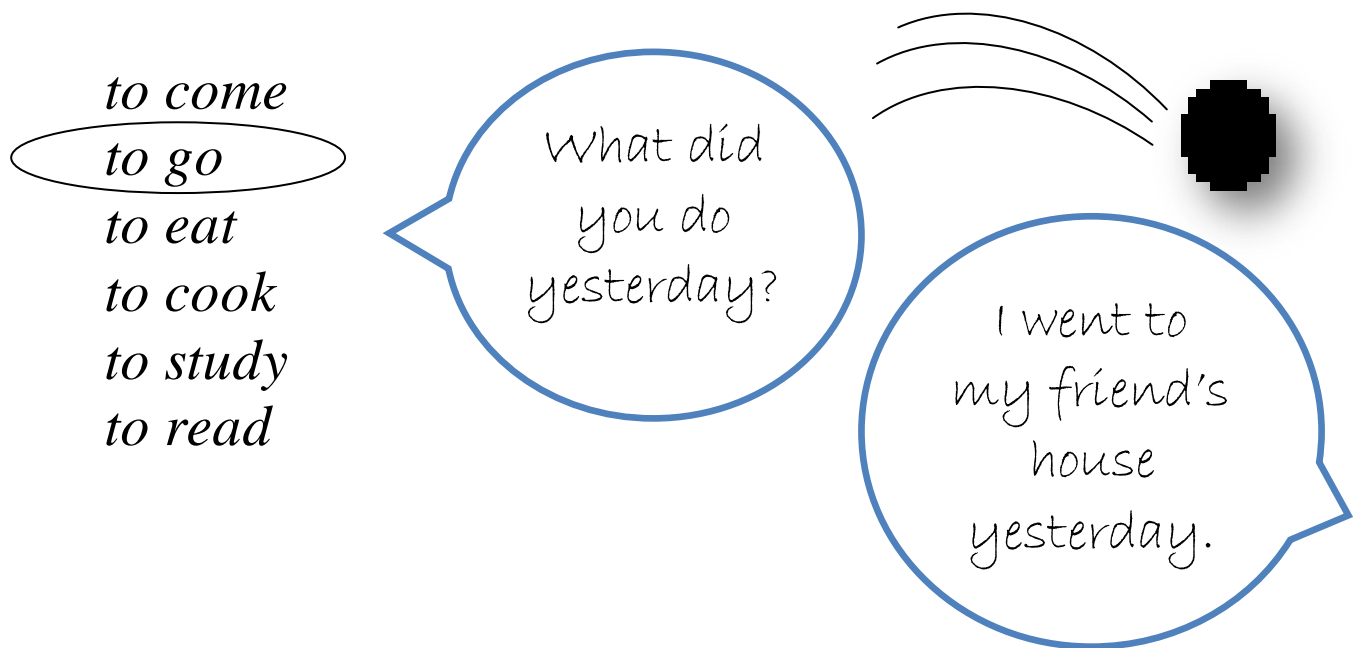 to come
to go
to eat
to cook
to study
to read
What did
you do
yesterday?
I went to
my friend's
house
yesterday.